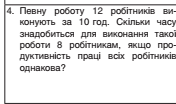 4. Певну роботу 12 робітників ви-
конують за 10 год. Скільки часу
знадобиться для виконання такої
роботи 8 робітникам, якщо про-
дуктивність праці всіх робітників
однакова?